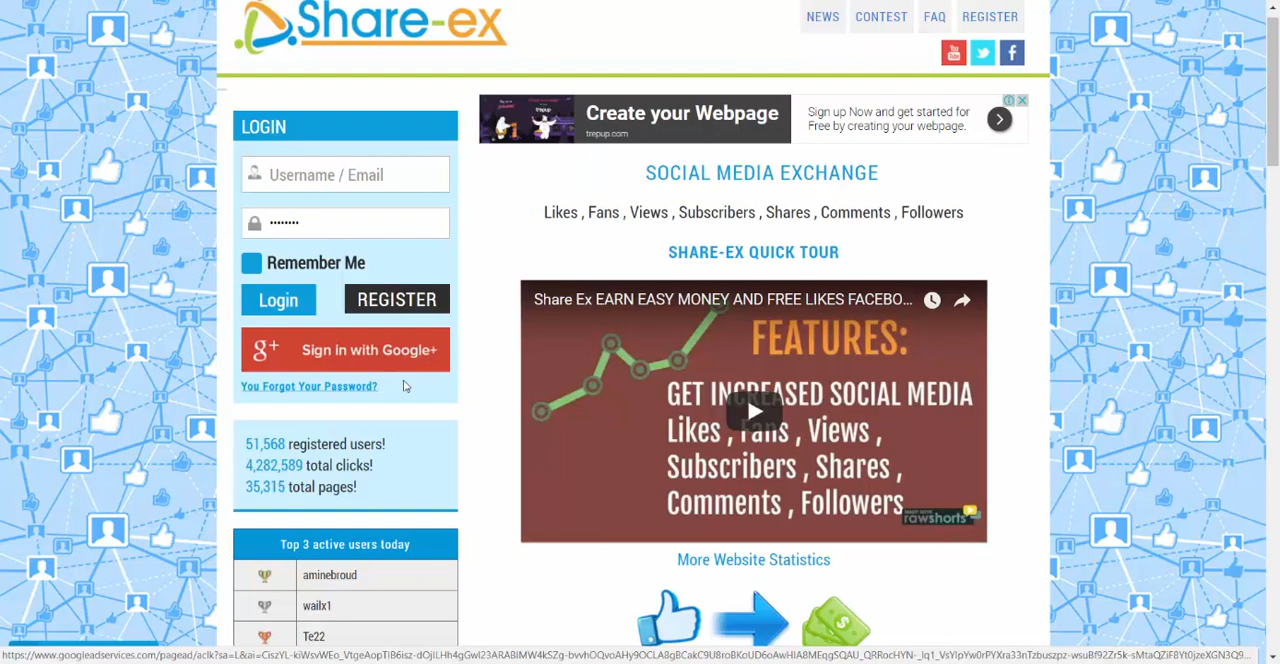 Share-ex
NEWS
CONTEST
FAQ
REGISTER
You Tube
f
LOGIN
Username / Email
••••••••
Remember Me
Login
REGISTER
g+ Sign in with Google+
You Forgot Your Password?
51,568 registered users!
4,282,589 total clicks!
35,315 total pages!
Top 3 active users today
aminebroud
wailx1
Te22
trepup
Create your Webpage
trepup.com
Sign up Now and get started for
Free by creating your webpage.
SOCIAL MEDIA EXCHANGE
Likes , Fans , Views , Subscribers , Shares , Comments , Followers
SHARE-EX QUICK TOUR
Share Ex EARN EASY MONEY AND FREE LIKES FACEBO...
FEATURES:
GET INCREASED SOCIAL MEDIA
Likes , Fans , Views ,
Subscribers , Shares ,
Comments , Followers
rawshorts
More Website Statistics
$